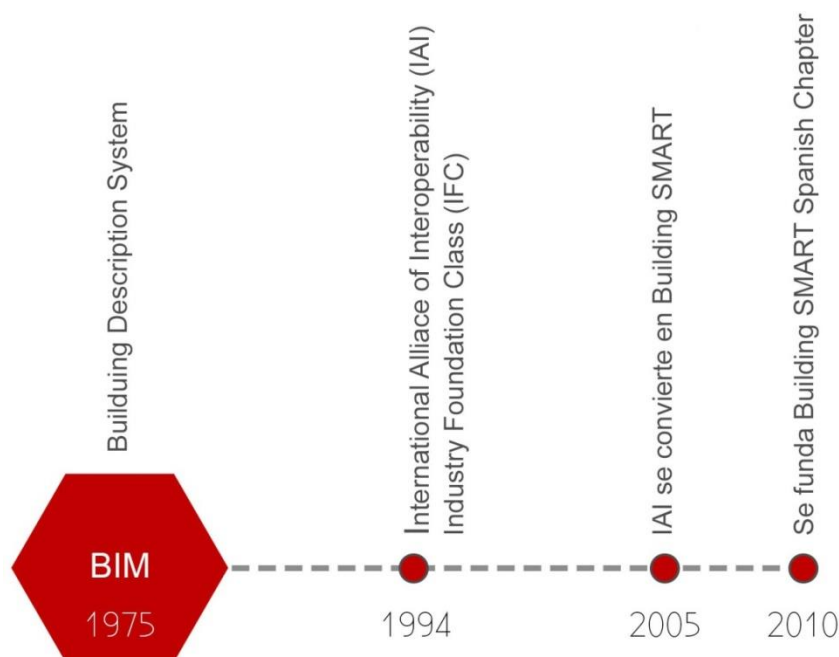 Builduing Description System
International Alliace of Interoperability (IAI)
Industry Foundation Class (IFC)
IAI se convierte en Building SMART
Se funda Building SMART Spanish Chapter
BIM
1975
1994
2005
2010